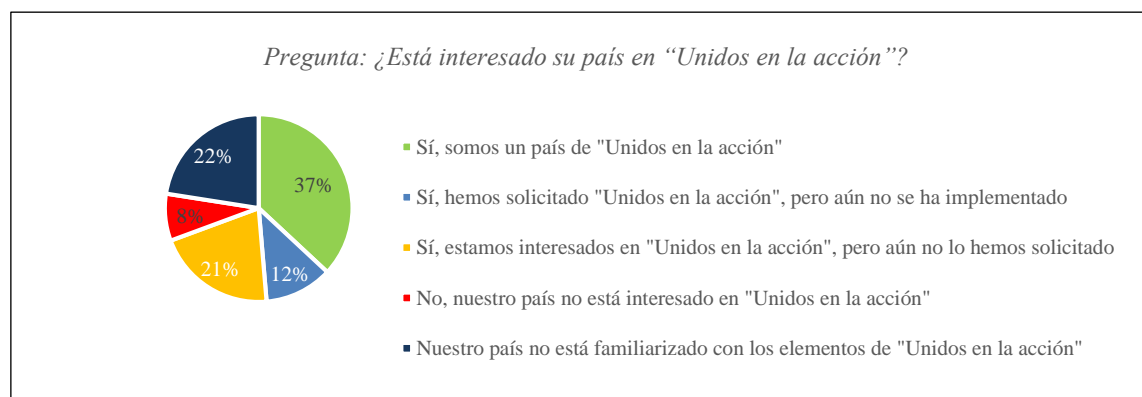 Pregunta: ¿Está interesado su país en “Unidos en la acción”?
Sí, somos un país de "Unidos en la acción"
Sí, hemos solicitado "Unidos en la acción", pero aún no se ha implementado
Sí, estamos interesados en "Unidos en la acción", pero aún no lo hemos solicitado
No, nuestro país no está interesado en "Unidos en la acción"
Nuestro país no está familiarizado con los elementos de "Unidos en la acción"
22%
37%
8%
21%
12%